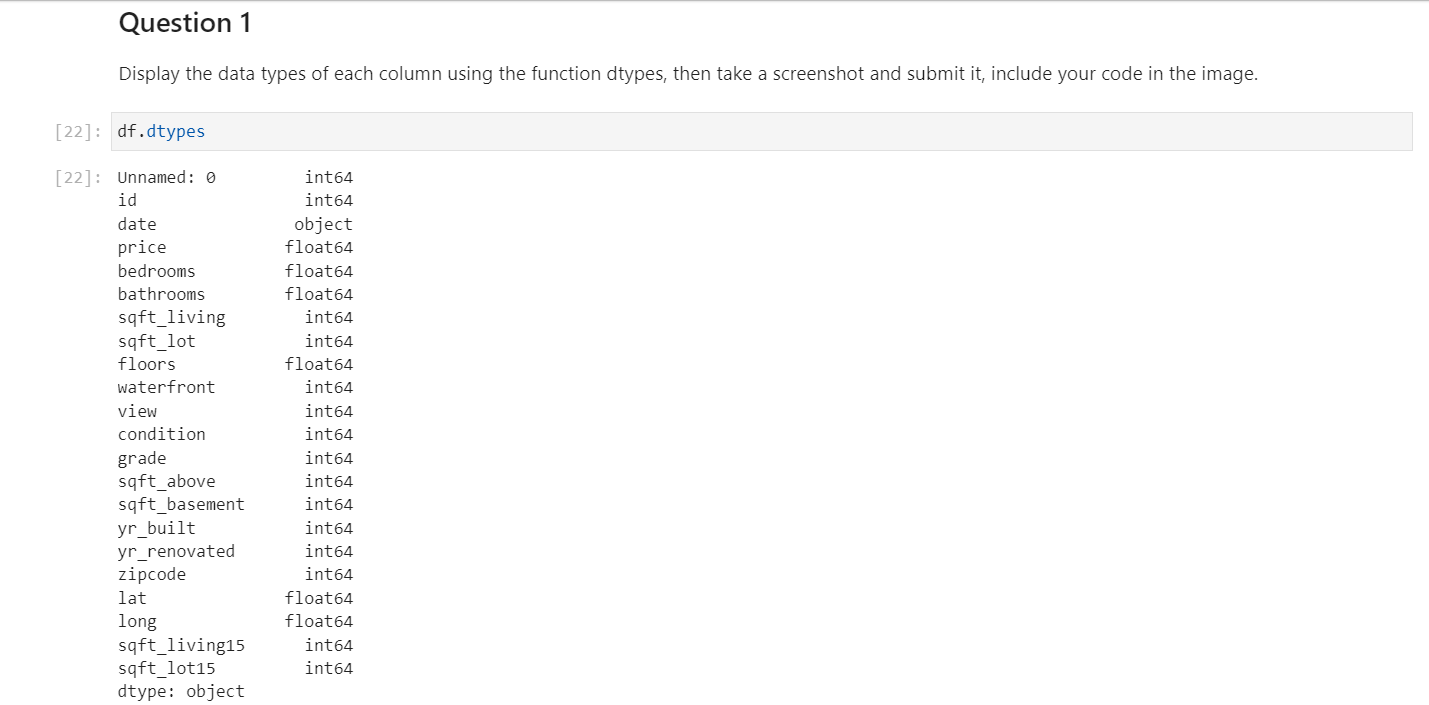 Question 1
Display the data types of each column using the function dtypes, then take a screenshot and submit it, include your code in the image.
[22]: df.dtypes
[22]: Unnamed: 0 int64
id int64
date object
price float64
bedrooms float64
bathrooms float64
sqft_living int64
sqft_lot int64
floors float64
waterfront int64
view int64
condition int64
grade int64
sqft_above int64
sqft_basement int64
yr_built int64
yr_renovated int64
zipcode int64
lat float64
long float64
sqft_living15 int64
sqft_lot15 int64
dtype: object